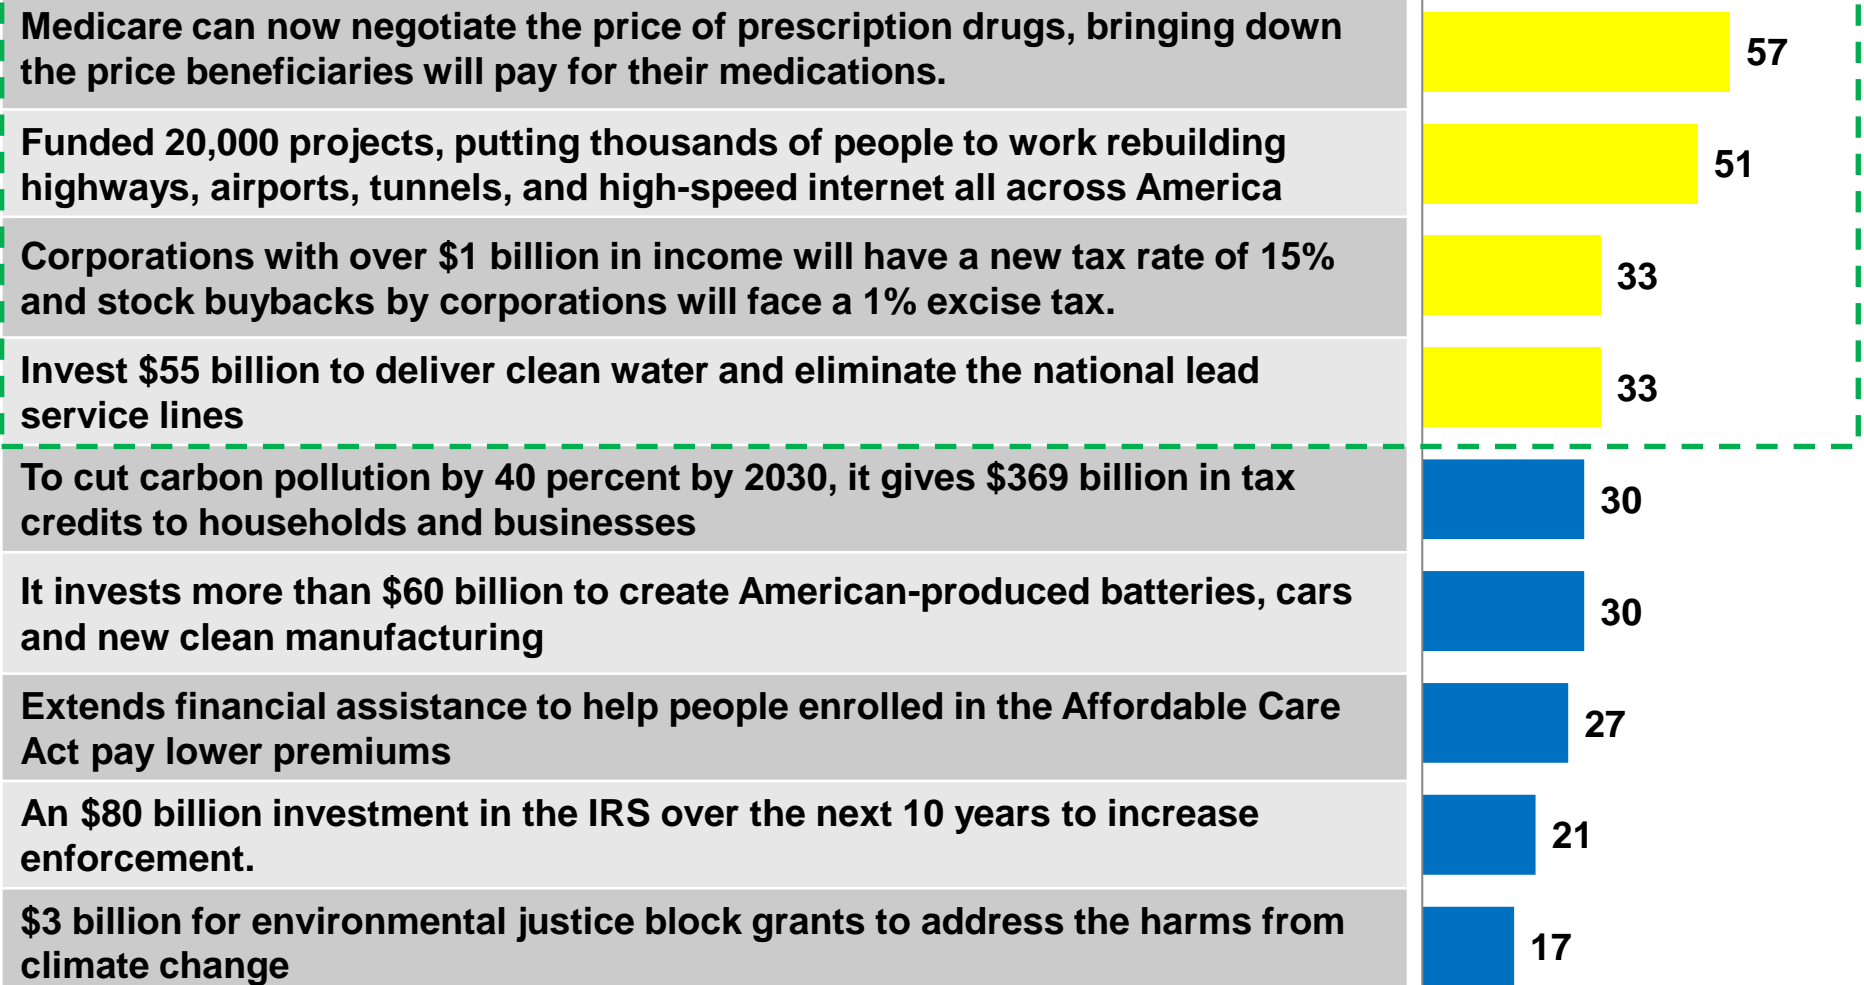 Medicare can now negotiate the price of prescription drugs, bringing down
the price beneficiaries will pay for their medications.
57
Funded 20,000 projects, putting thousands of people to work rebuilding
highways, airports, tunnels, and high-speed internet all across America
51
Corporations with over $1 billion in income will have a new tax rate of 15%
and stock buybacks by corporations will face a 1% excise tax.
33
Invest $55 billion to deliver clean water and eliminate the national lead
service lines
33
To cut carbon pollution by 40 percent by 2030, it gives $369 billion in tax
credits to households and businesses
30
It invests more than $60 billion to create American-produced batteries, cars
and new clean manufacturing
30
Extends financial assistance to help people enrolled in the Affordable Care
Act pay lower premiums
27
An $80 billion investment in the IRS over the next 10 years to increase
enforcement.
21
$3 billion for environmental justice block grants to address the harms from
climate change
17